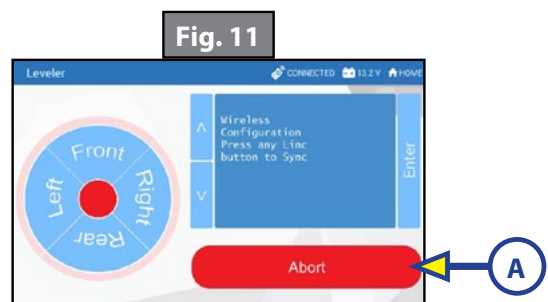 Fig. 11
Leveler
CONNECTED 13.2 V HOME
Front
Left
Right
Rear
Wireless
Configuration
Press any Linc
button to Sync
Enter
Abort
A